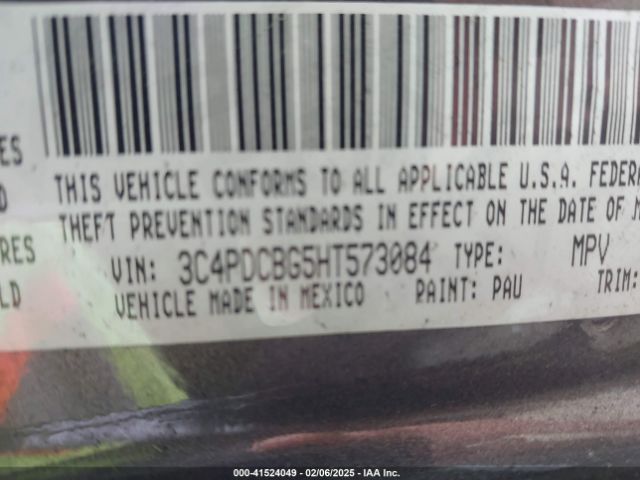 ES
THIS VEHICLE CONFORMS TO ALL APPLICABLE U.S.A. FEDERA
D
THEFT PREVENTION STANDARDS IN EFFECT ON THE DATE OF M
RES
VIN: 3C4PDCBG5HT573084 TYPE: MPV
LD
VEHICLE MADE IN MEXICO PAINT: PAU TRIM:
000-41524049 - 02/06/2025 - IAA Inc.